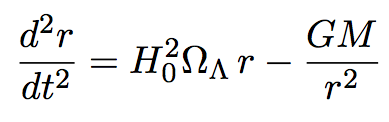 d²r/dt² = H₀²Ω_Λ r − GM/r²